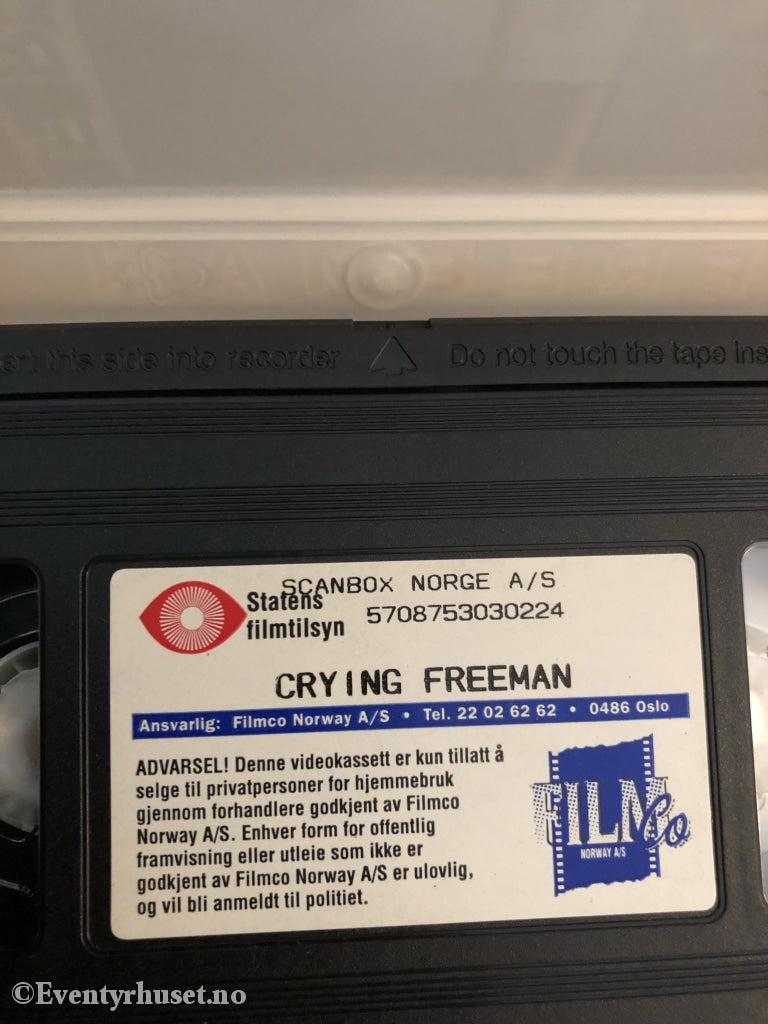 this side into recorder Do not touch the tape
SCANBOX NORGE A/S
Statens 5708753030224
filmtilsyn
CRYING FREEMAN
Ansvarlig: Filmco Norway A/S • Tel. 22 02 62 62 • 0486 Oslo
ADVARSEL! Denne videokassett er kun tillatt å
selge til privatpersoner for hjemmebruk
gjennom forhandlere godkjent av Filmco
Norway A/S. Enhver form for offentlig
framvisning eller utleie som ikke er
godkjent av Filmco Norway A/S er ulovlig,
og vil bli anmeldt til politiet.
FILMCo
NORWAY A/S
©Eventyrhuset.no